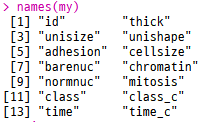 > names(my)
 [1] "id"        "thick"
 [3] "unisize"   "unishape"
 [5] "adhesion"  "cellsize"
 [7] "barenuc"   "chromatin"
 [9] "normnuc"   "mitosis"
[11] "class"     "class_c"
[13] "time"      "time_c"